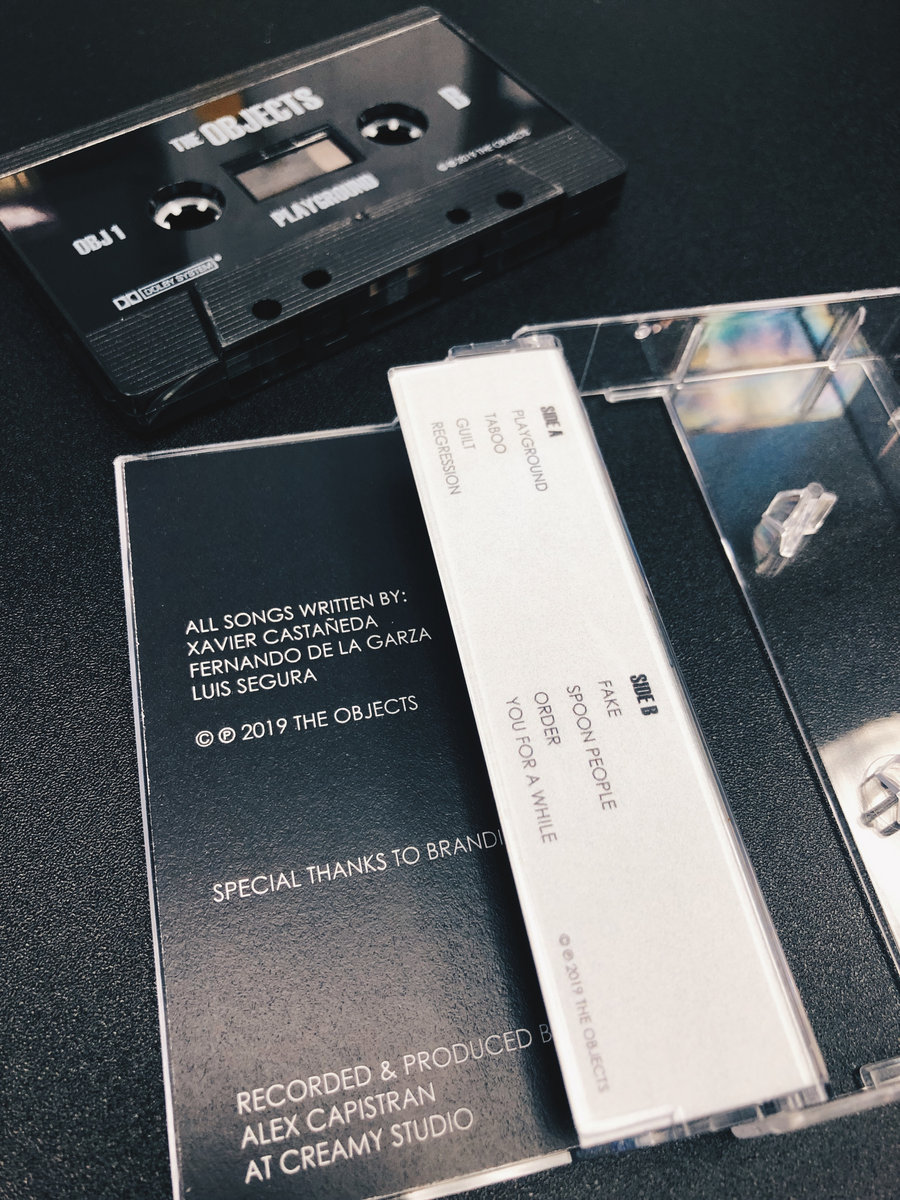 THE OBJECTS
B
OBJ 1
PLAYGROUND
℗ © 2019 THE OBJECTS
DOLBY SYSTEM
SIDE A
PLAYGROUND
TABOO
GUILT
REGRESSION
SIDE B
FAKE
SPOON PEOPLE
ORDER
YOU FOR A WHILE
© ℗ 2019 THE OBJECTS
ALL SONGS WRITTEN BY:
XAVIER CASTAÑEDA
FERNANDO DE LA GARZA
LUIS SEGURA
© ℗ 2019 THE OBJECTS
SPECIAL THANKS TO
RECORDED & PRODUCED
ALEX CAPISTRAN
AT CREAMY STUDIO